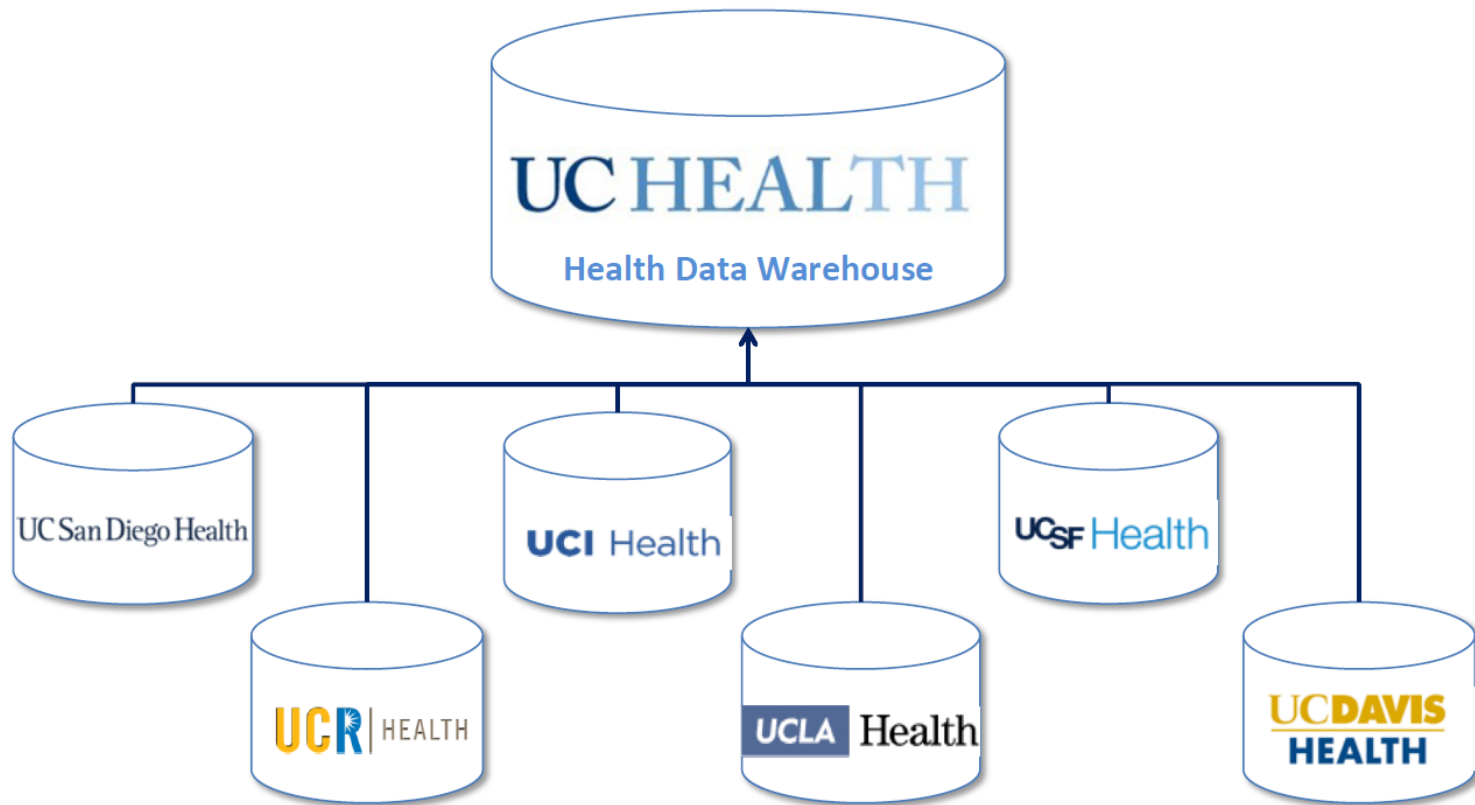 UC HEALTH
Health Data Warehouse
UC San Diego Health
UCI Health
UCSF Health
UCR HEALTH
UCLA Health
UCDAVIS
HEALTH